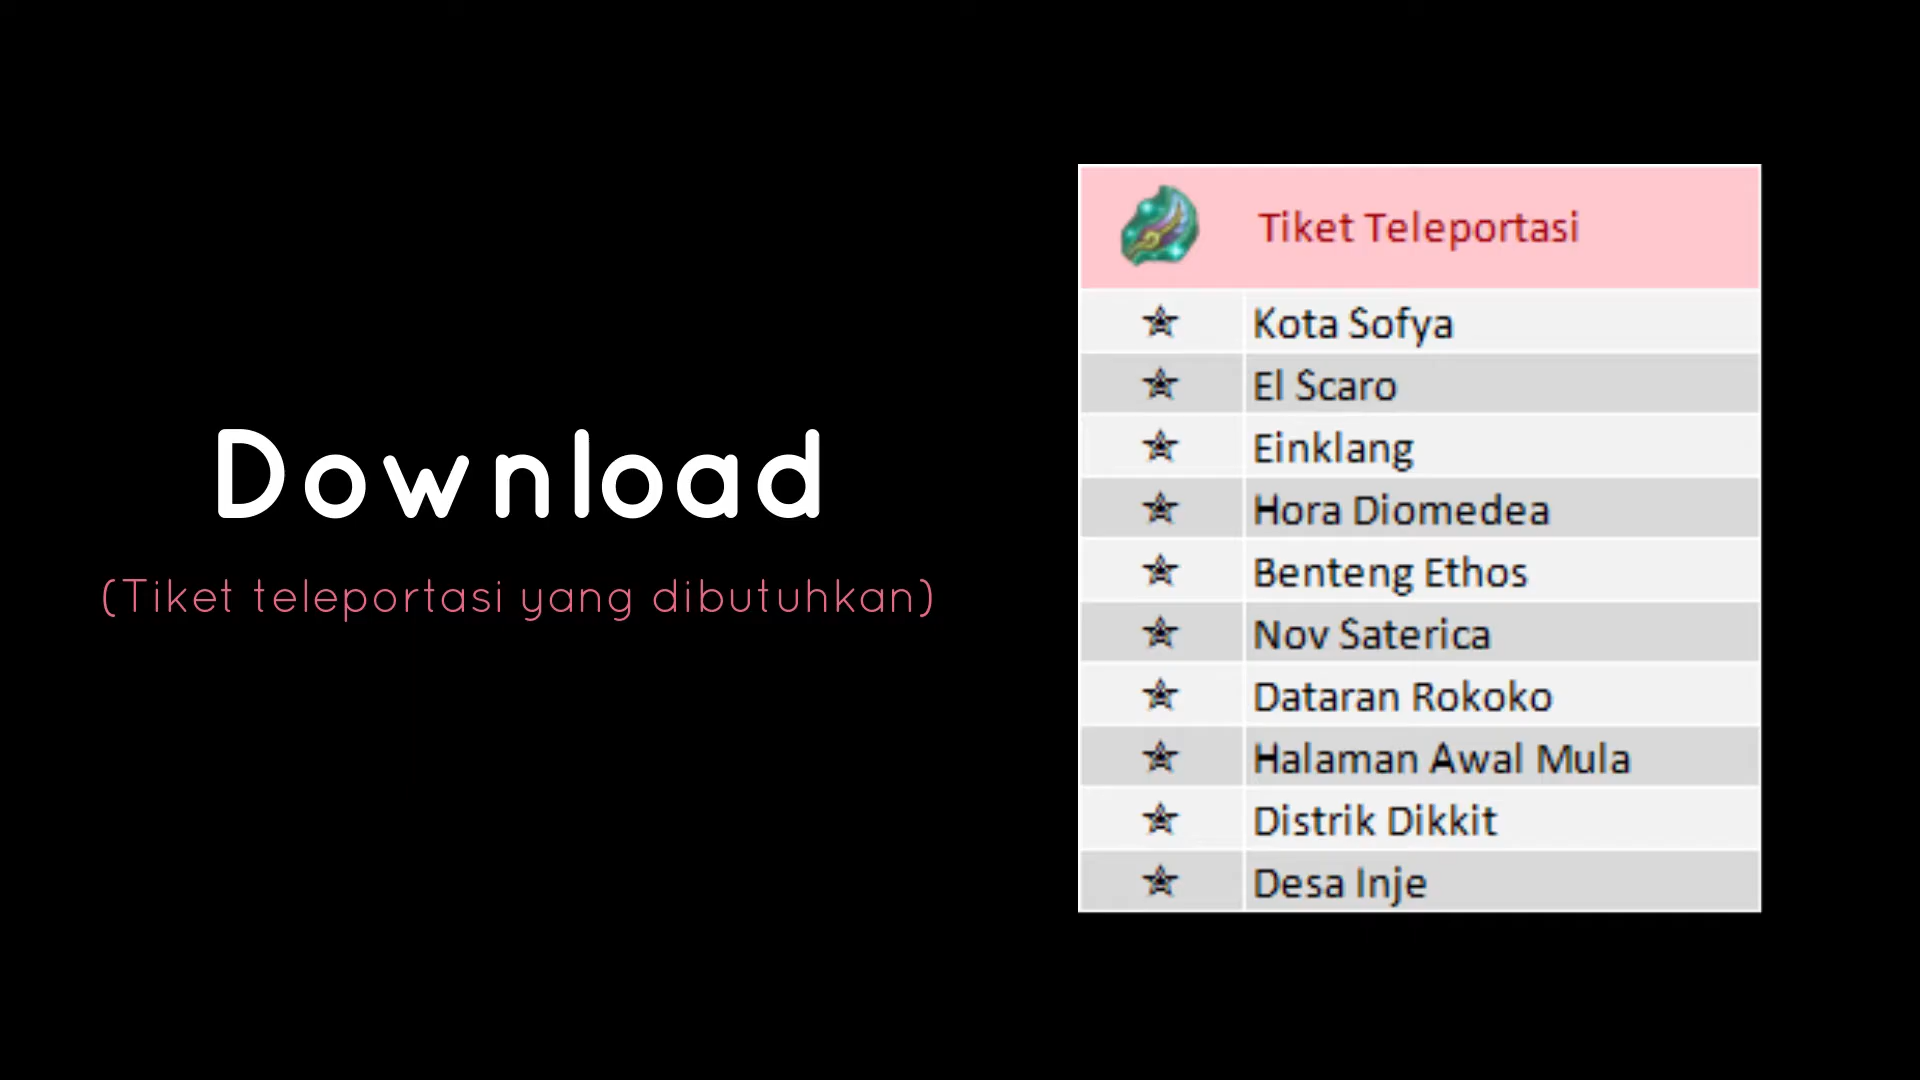 Download
(Tiket teleportasi yang dibutuhkan)
Tiket Teleportasi
Kota Sofya
El Scaro
Einklang
Hora Diomedea
Benteng Ethos
Nov Saterica
Dataran Rokoko
Halaman Awal Mula
Distrik Dikkit
Desa Inje